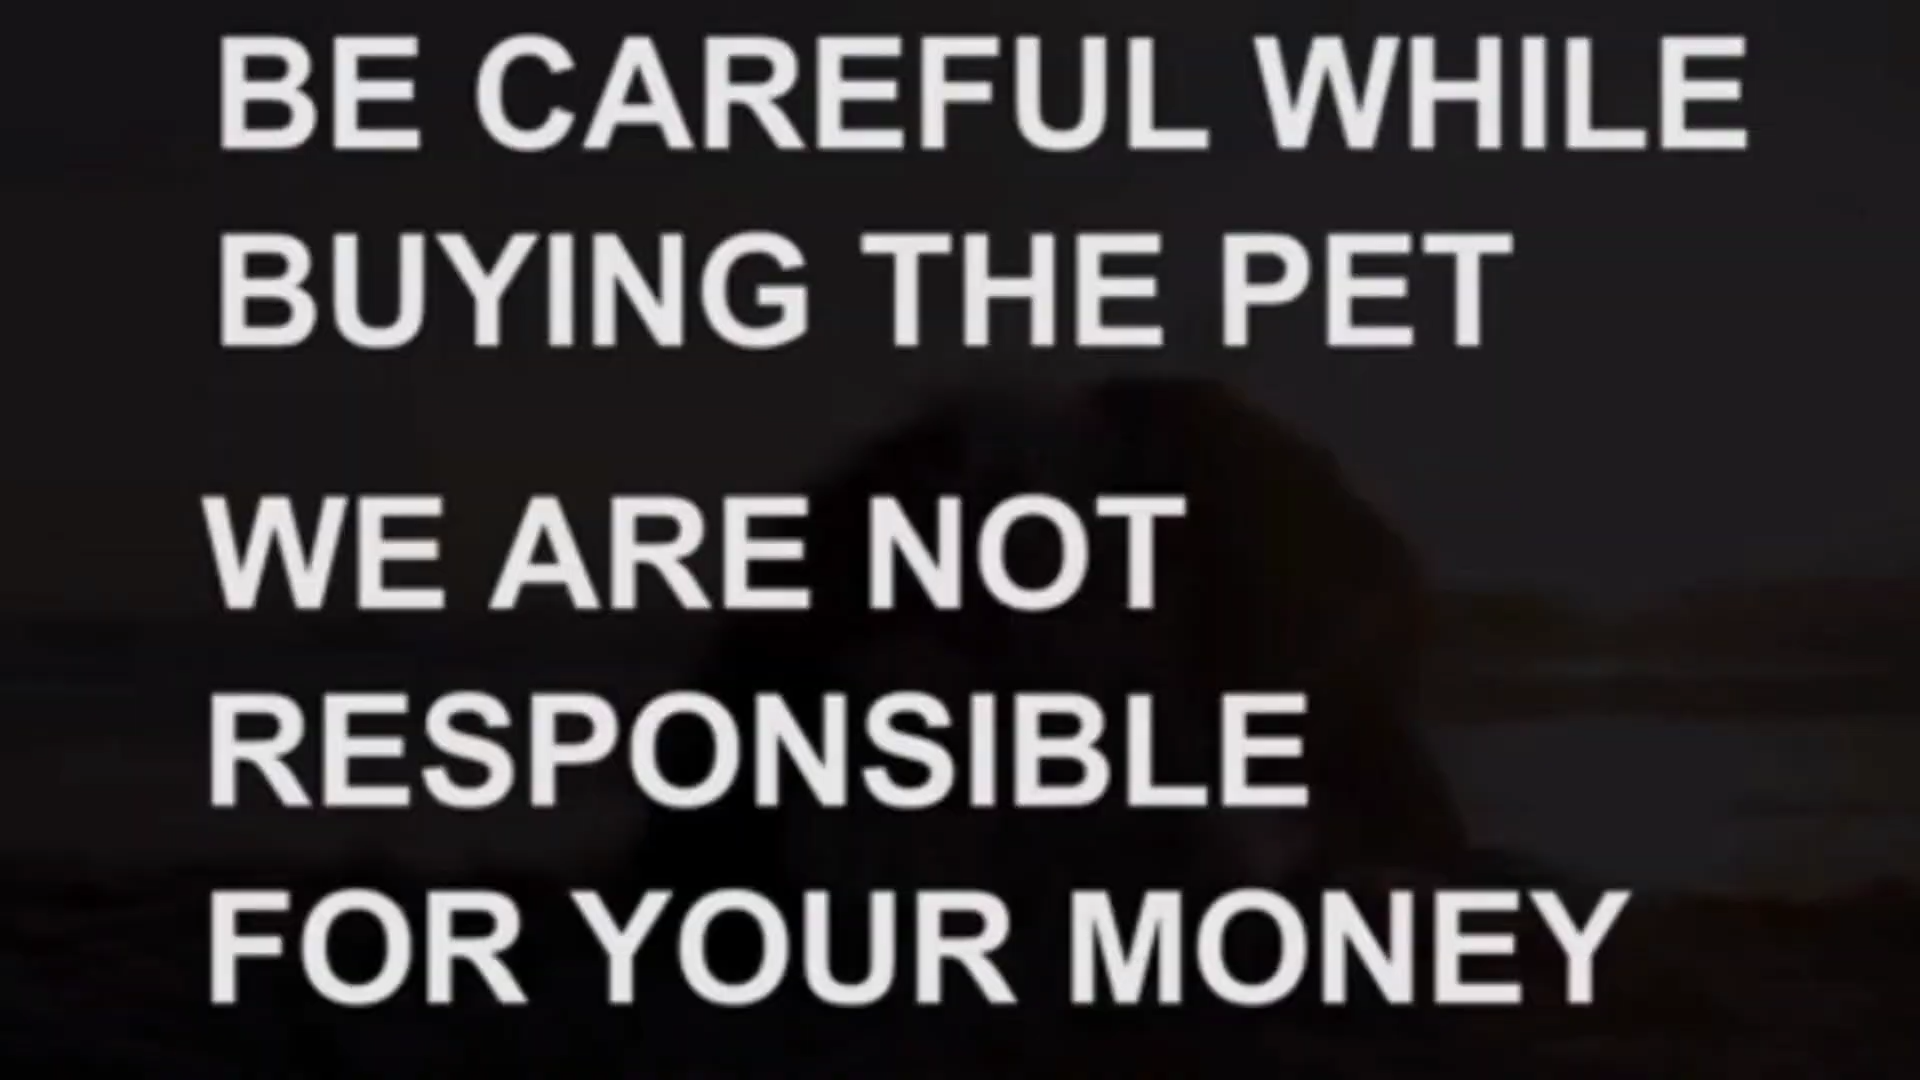 BE CAREFUL WHILE
BUYING THE PET
WE ARE NOT
RESPONSIBLE
FOR YOUR MONEY